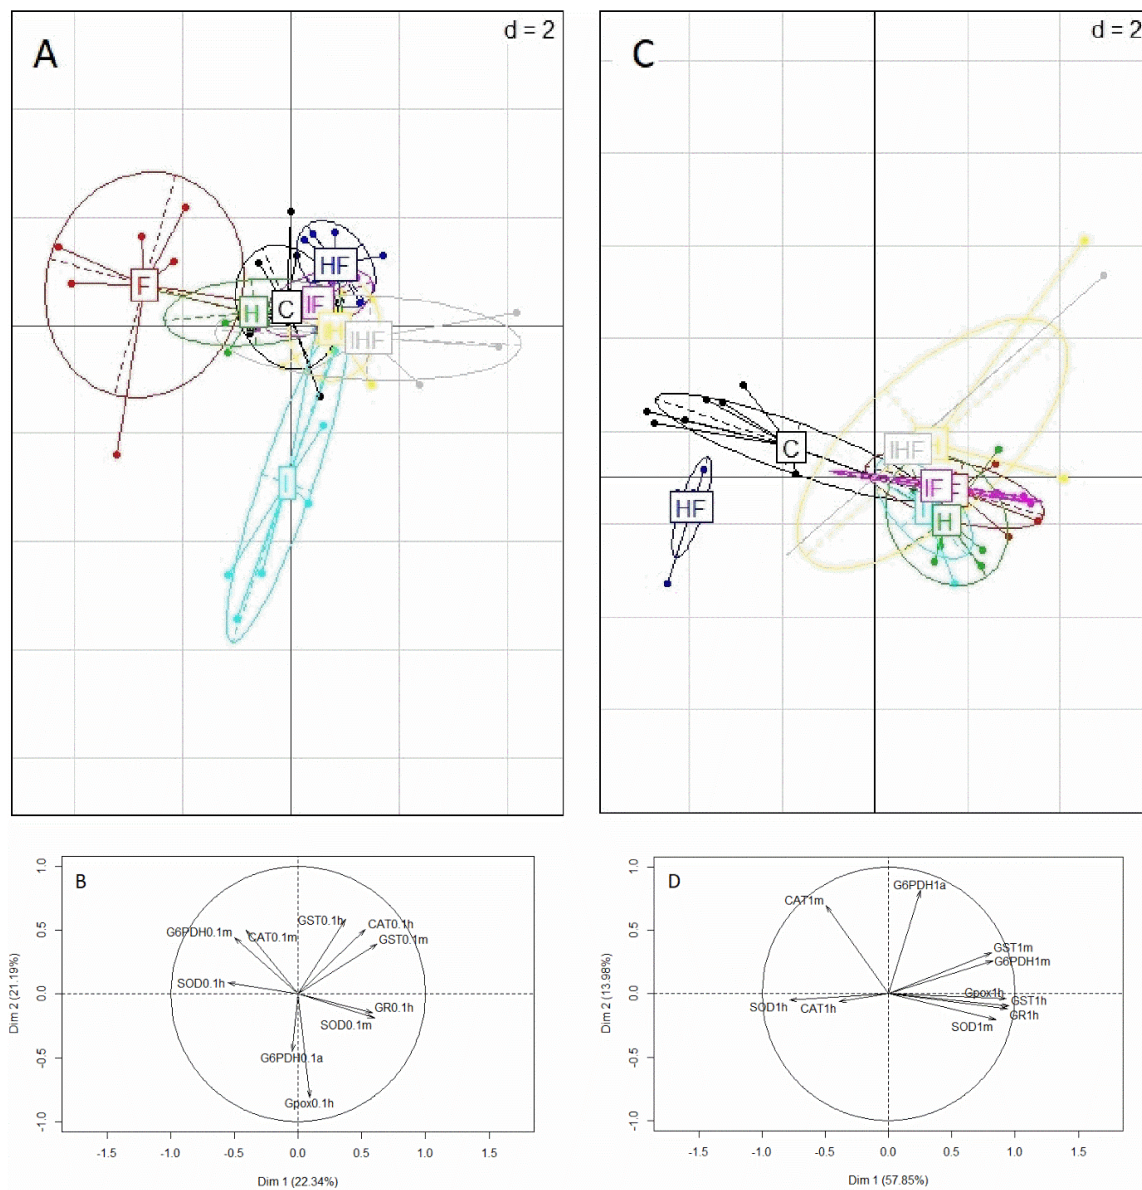 A
d = 2
F
H
C
IF
HF
IHF
I
C
d = 2
C
HF
IHF
IF
H
B
1.0
0.5
0.0
-0.5
-1.0
Dim 2 (21.19%)
G6PDH0.1m
CAT0.1m
GST0.1h
CAT0.1h
GST0.1m
SOD0.1h
GR0.1h
SOD0.1m
G6PDH0.1a
Gpox0.1h
-1.5 -1.0 -0.5 0.0 0.5 1.0 1.5
Dim 1 (22.34%)
D
1.0
0.5
0.0
-0.5
-1.0
Dim 2 (13.98%)
CAT1m
G6PDH1a
GST1m
G6PDH1m
Gpox1h
GST1h
SOD1h
CAT1h
GR1h
SOD1m
-1.5 -1.0 -0.5 0.0 0.5 1.0 1.5
Dim 1 (57.85%)